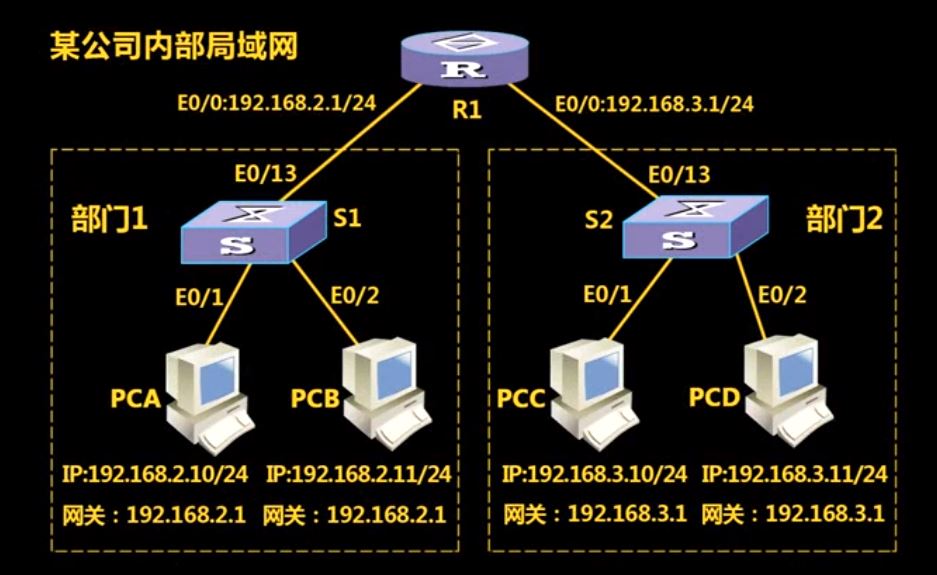 某公司内部局域网
R
R1
E0/0:192.168.2.1/24
E0/0:192.168.3.1/24
E0/13
E0/13
部门1
S
S1
S2
S
部门2
E0/1
E0/2
E0/1
E0/2
PCA
PCB
PCC
PCD
IP:192.168.2.10/24
IP:192.168.2.11/24
IP:192.168.3.10/24
IP:192.168.3.11/24
网关：192.168.2.1
网关：192.168.2.1
网关：192.168.3.1
网关：192.168.3.1